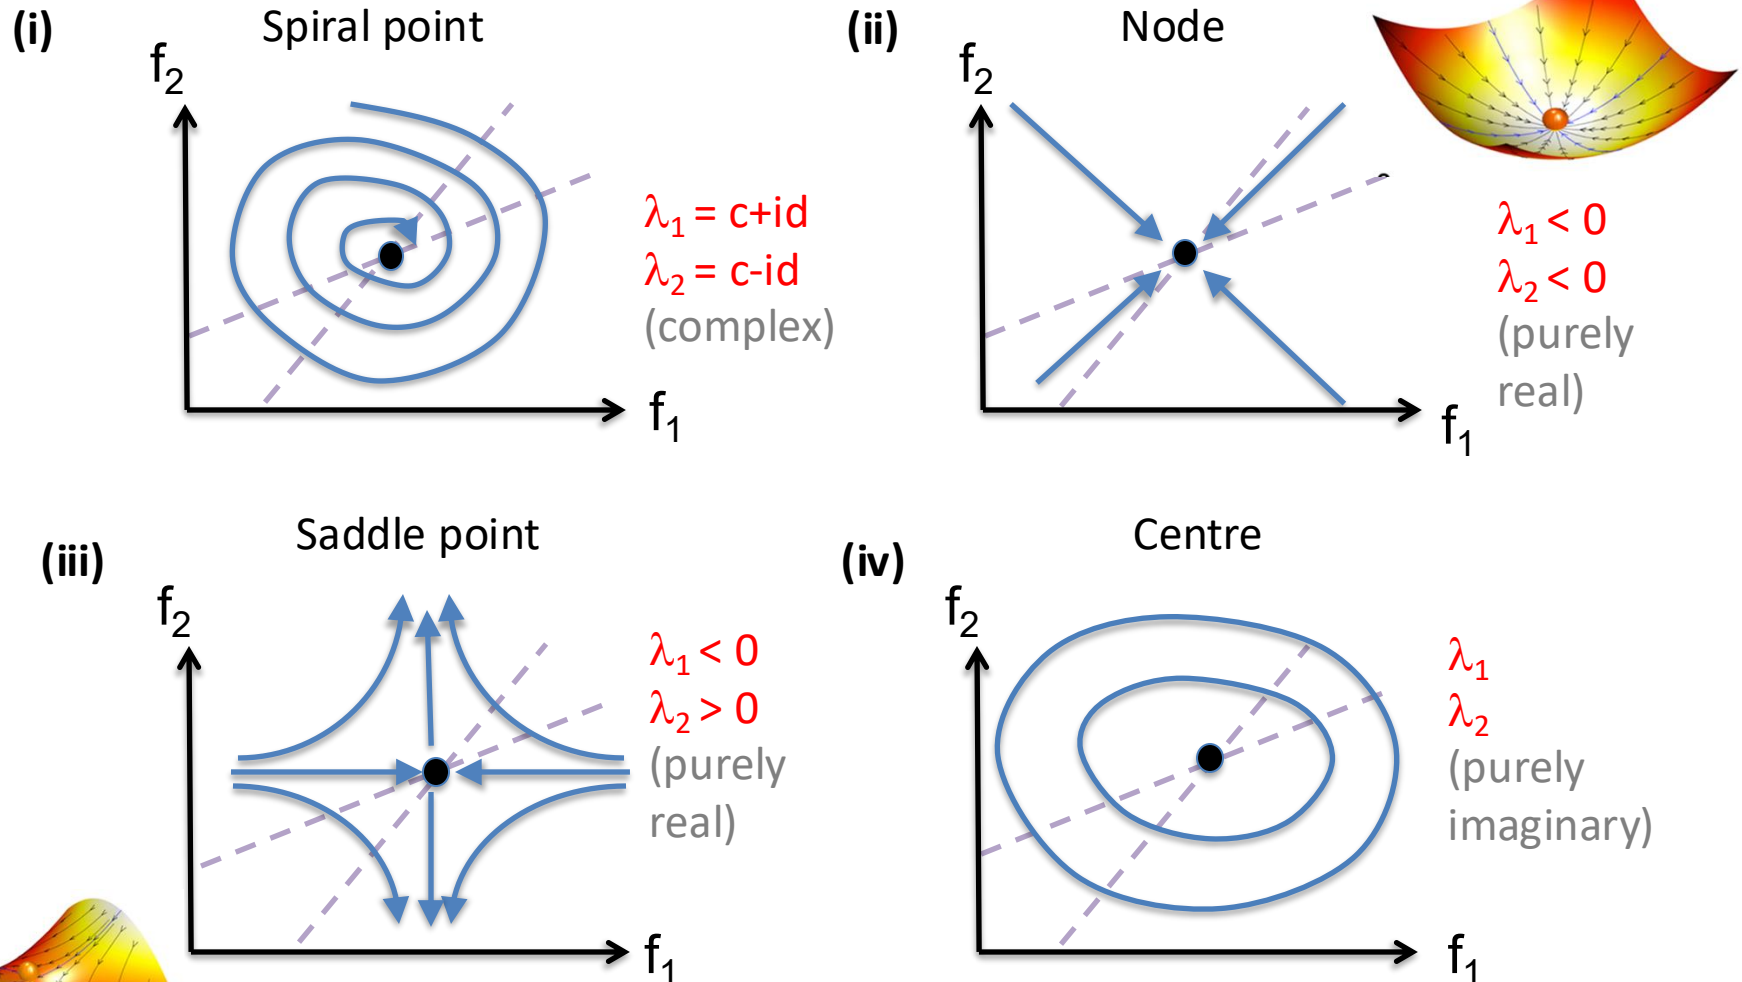 (i)
Spiral point
f₂
λ₁ = c+id
λ₂ = c-id
(complex)
f₁
(ii)
Node
f₂
λ₁ < 0
λ₂ < 0
(purely
real)
f₁
(iii)
Saddle point
f₂
λ₁ < 0
λ₂ > 0
(purely
real)
f₁
(iv)
Centre
f₂
λ₁
λ₂
(purely
imaginary)
f₁